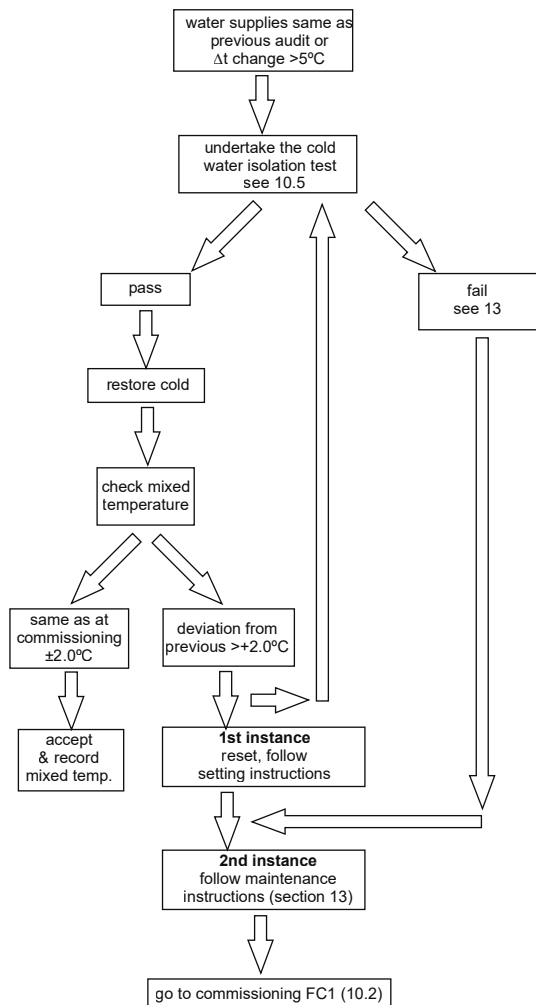 water supplies same as
previous audit or
Δt change >5ºC
undertake the cold
water isolation test
see 10.5
pass
fail
see 13
restore cold
check mixed
temperature
same as at
commissioning
±2.0ºC
deviation from
previous >+2.0ºC
accept
& record
mixed temp.
1st instance
reset, follow
setting instructions
2nd instance
follow maintenance
instructions (section 13)
go to commissioning FC1 (10.2)